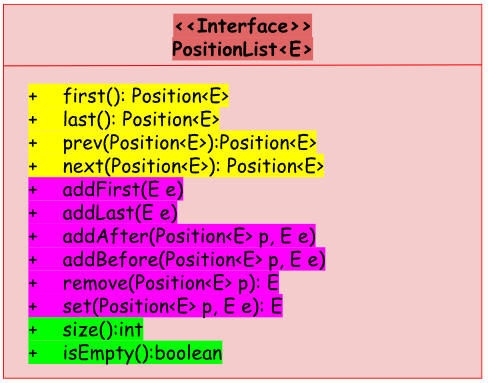 <<Interface>>
PositionList<E>
+ first(): Position<E>
+ last(): Position<E>
+ prev(Position<E>):Position<E>
+ next(Position<E>): Position<E>
+ addFirst(E e)
+ addLast(E e)
+ addAfter(Position<E> p, E e)
+ addBefore(Position<E> p, E e)
+ remove(Position<E> p): E
+ set(Position<E> p, E e): E
+ size():int
+ isEmpty():boolean